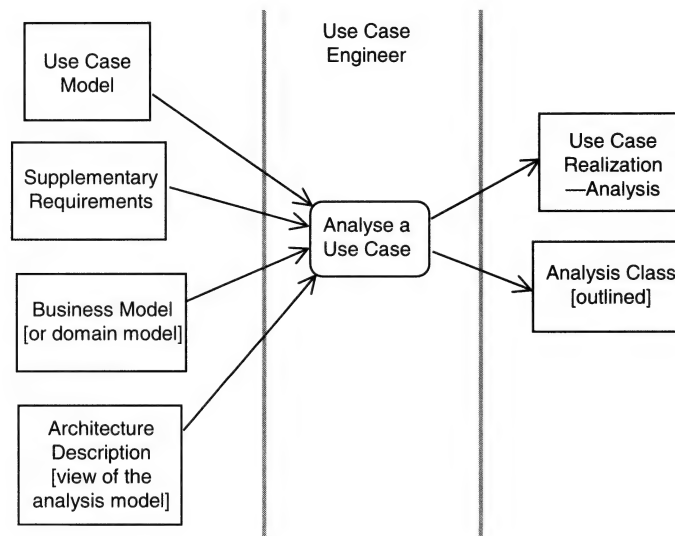 Use Case
Model
Supplementary
Requirements
Business Model
[or domain model]
Architecture
Description
[view of the
analysis model]
Use Case
Engineer
Analyse a
Use Case
Use Case
Realization
—Analysis
Analysis Class
[outlined]